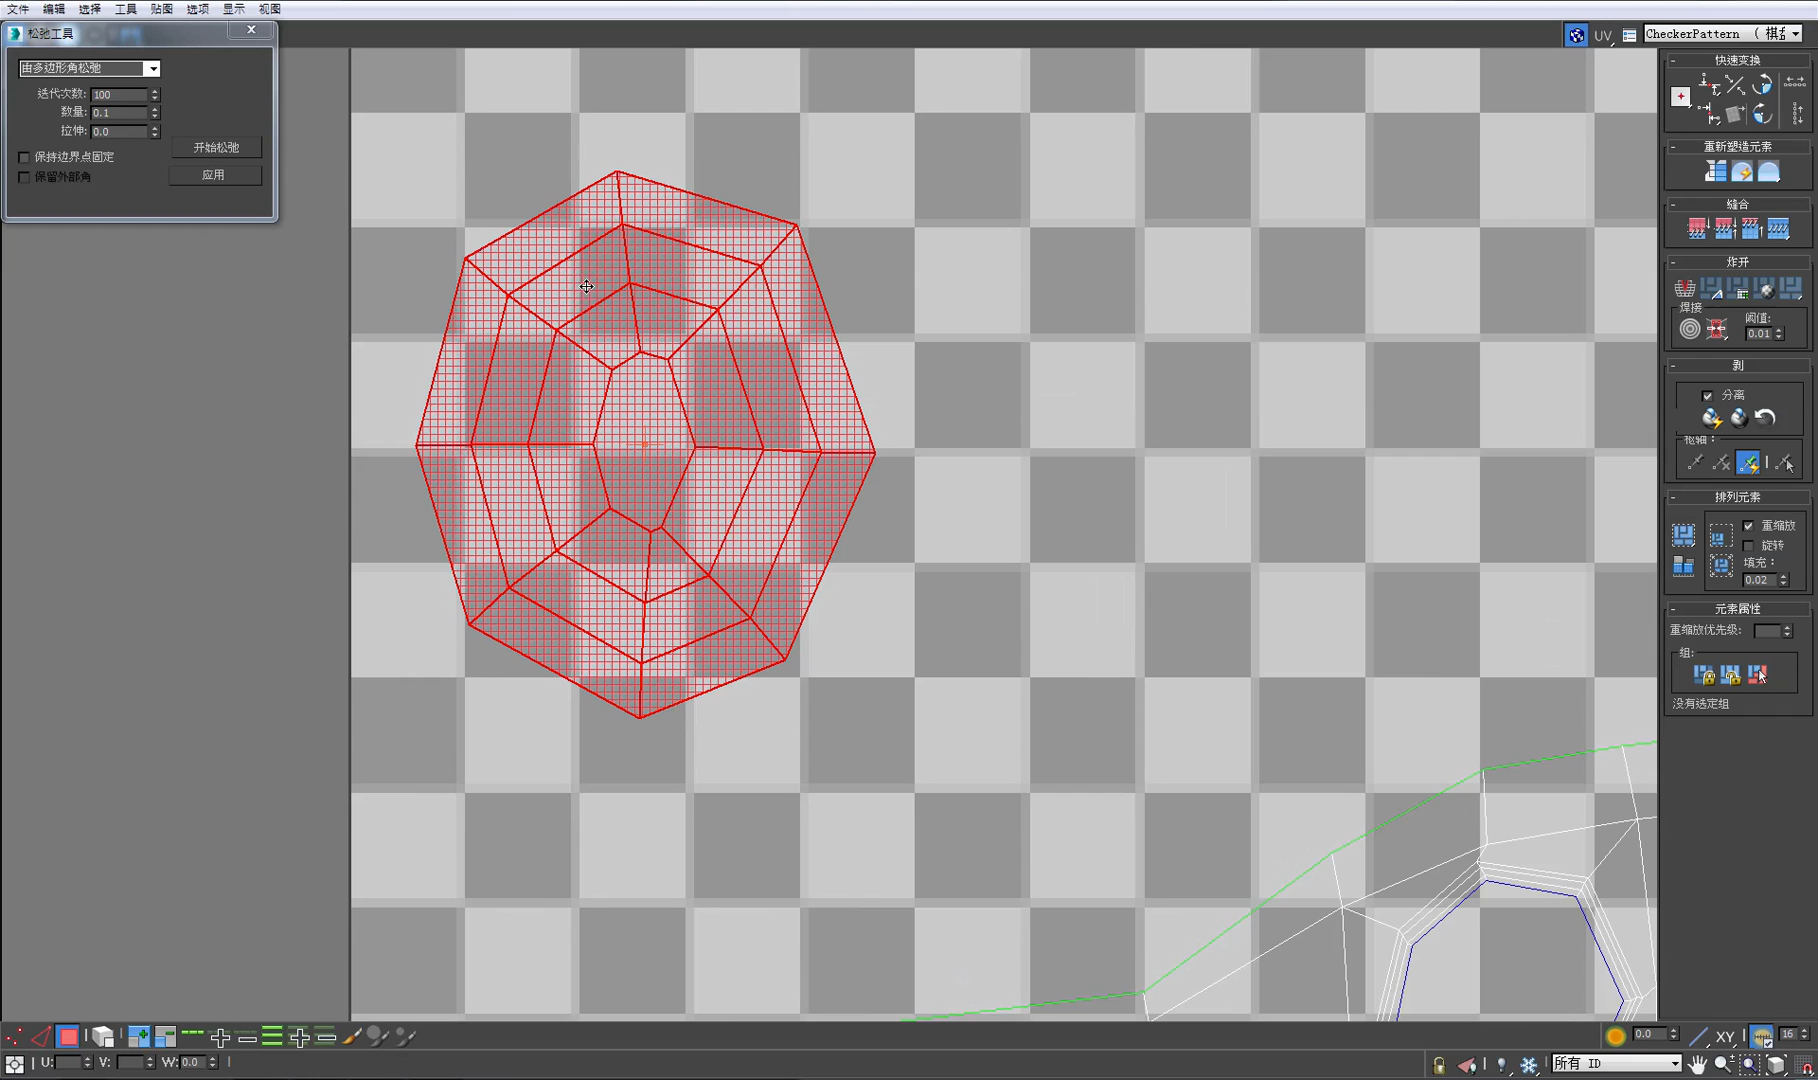 文件 编辑 选择 工具 贴图 选项 显示 视图
松弛工具
UV
CheckerPattern （ 棋盘
由多边形角松弛
迭代次数: 100
数量: 0.1
拉伸: 0.0
开始松弛
保持边界点固定
保留外部角
应用
快速变换
重新塑造元素
缝合
炸开
焊接
阈值:
0.01
剥
分离
枢轴:
排列元素
重缩放
旋转
填充:
0.02
元素属性
重缩放优先级:
组:
没有选定组
0.0
XY
16
U:
V:
W: 0.0
所有 ID